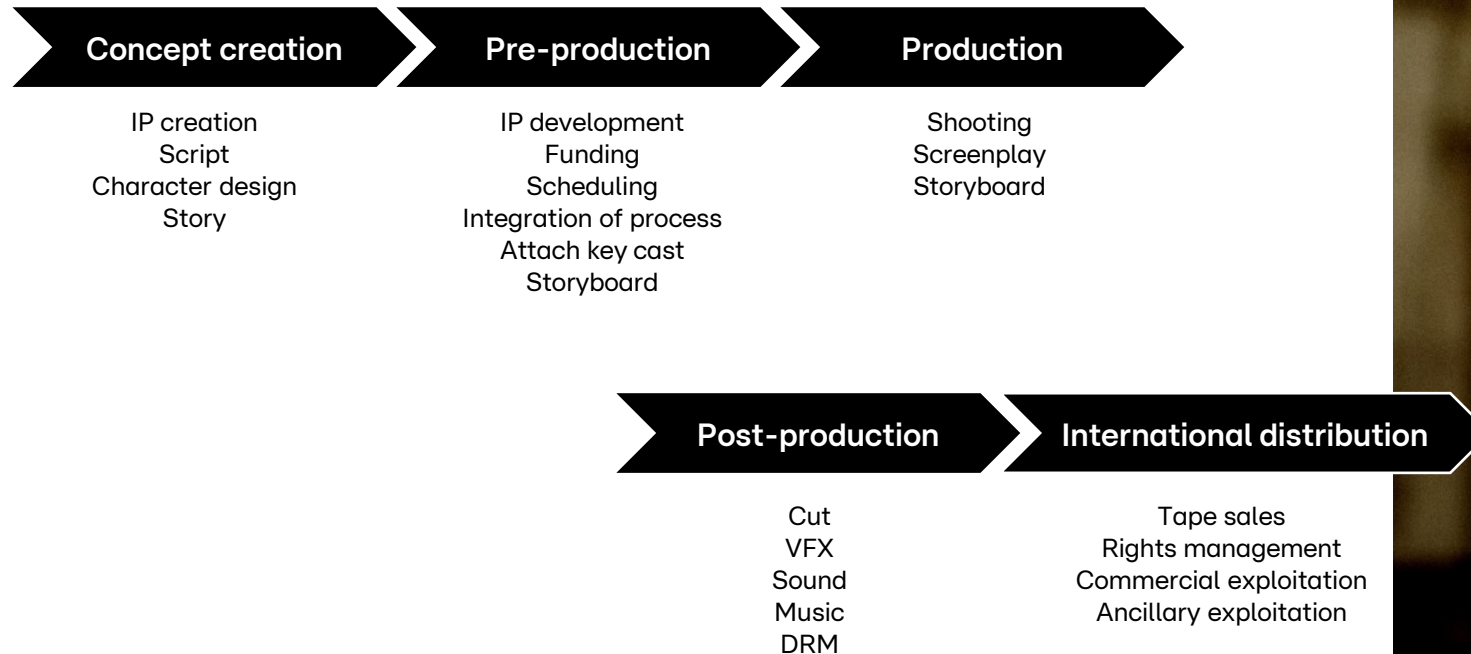 Concept creation
IP creation
Script
Character design
Story
Pre-production
IP development
Funding
Scheduling
Integration of process
Attach key cast
Storyboard
Production
Shooting
Screenplay
Storyboard
Post-production
Cut
VFX
Sound
Music
DRM
International distribution
Tape sales
Rights management
Commercial exploitation
Ancillary exploitation